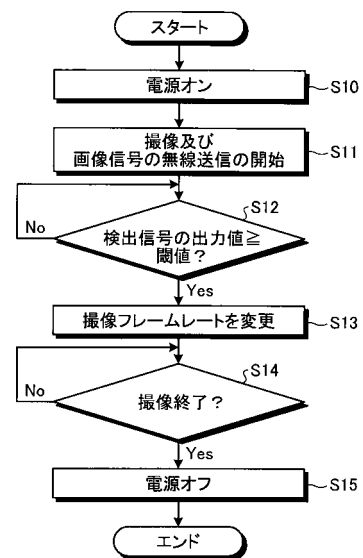 スタート
電源オン
S10
撮像及び
画像信号の無線送信の開始
S11
S12
検出信号の出力値≧
閾値？
No
Yes
撮像フレームレートを変更
S13
S14
撮像終了？
No
Yes
電源オフ
S15
エンド